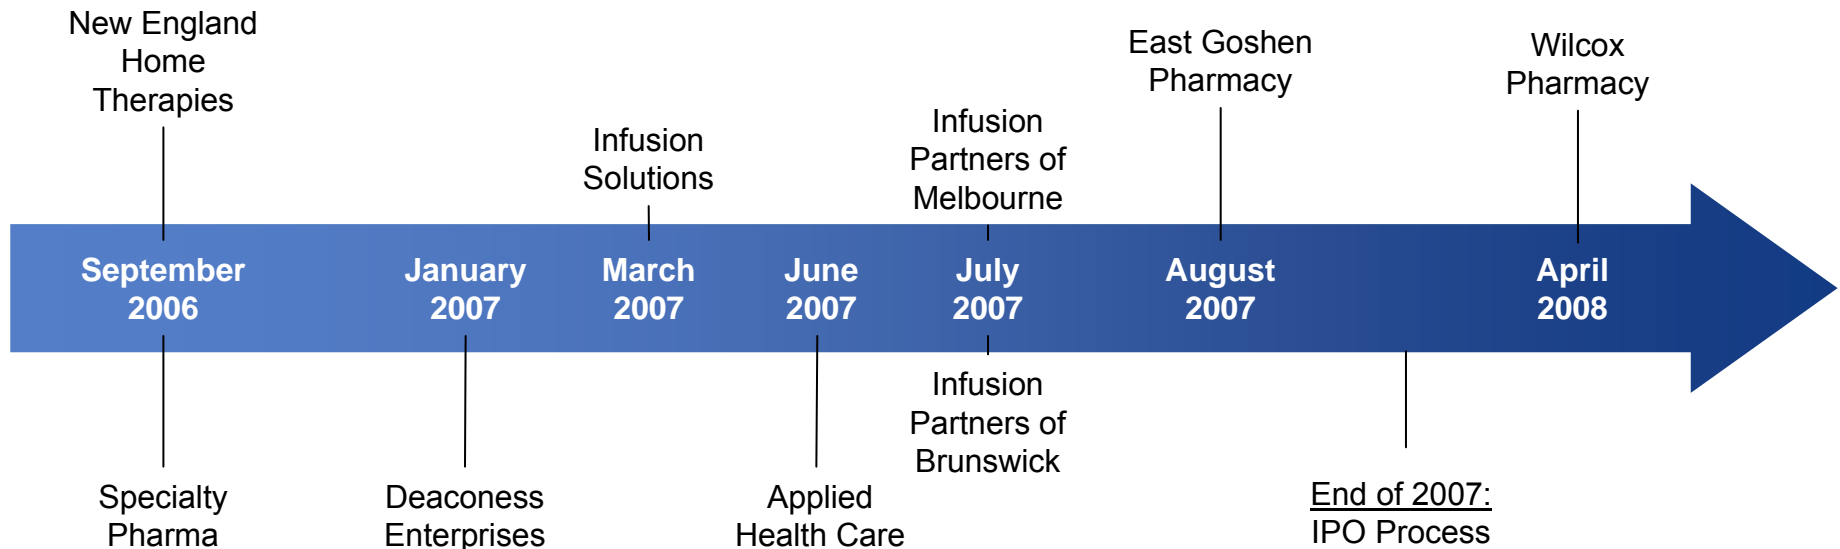 New England
Home
Therapies
Infusion
Solutions
Infusion
Partners of
Melbourne
East Goshen
Pharmacy
Wilcox
Pharmacy
September
2006
January
2007
March
2007
June
2007
July
2007
August
2007
April
2008
Specialty
Pharma
Deaconess
Enterprises
Applied
Health Care
Infusion
Partners of
Brunswick
End of 2007:
IPO Process